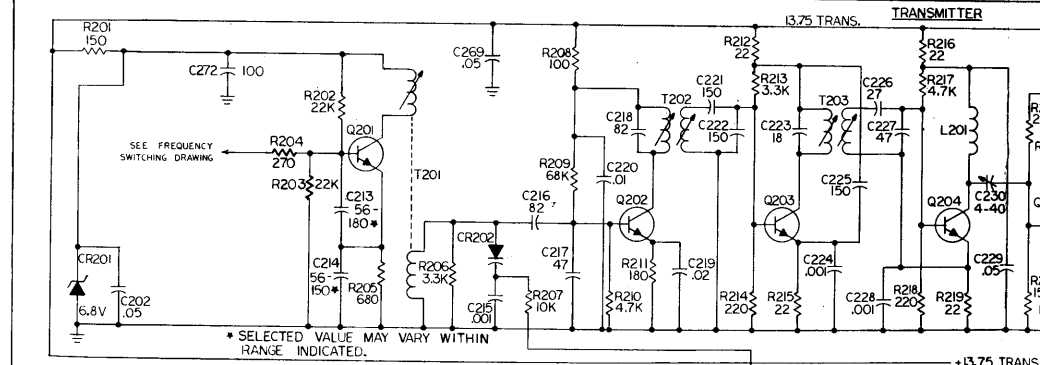 TRANSMITTER
13.75 TRANS.
R201
150
C272
100
R202
22K
Q201
SEE FREQUENCY
SWITCHING DRAWING
R204
270
R203
22K
C213
56-
180*
T201
C214
56-
150*
R205
680
CR201
6.8V
C202
.05
C269
.05
R208
100
R209
68K
C220
.01
C216
82
CR202
R206
3.3K
C215
.001
R207
10K
C217
47
R210
4.7K
C218
82
T202
C221
150
C222
150
Q202
R211
180
C219
.02
R212
22
R213
3.3K
C223
18
T203
C226
27
C227
47
C225
150
Q203
R214
220
R215
22
C224
.001
C228
.001
R216
22
R217
4.7K
L201
C230
4-40
Q204
R218
220
R219
22
C229
.05
* SELECTED VALUE MAY VARY WITHIN
RANGE INDICATED.
+13.75 TRANS